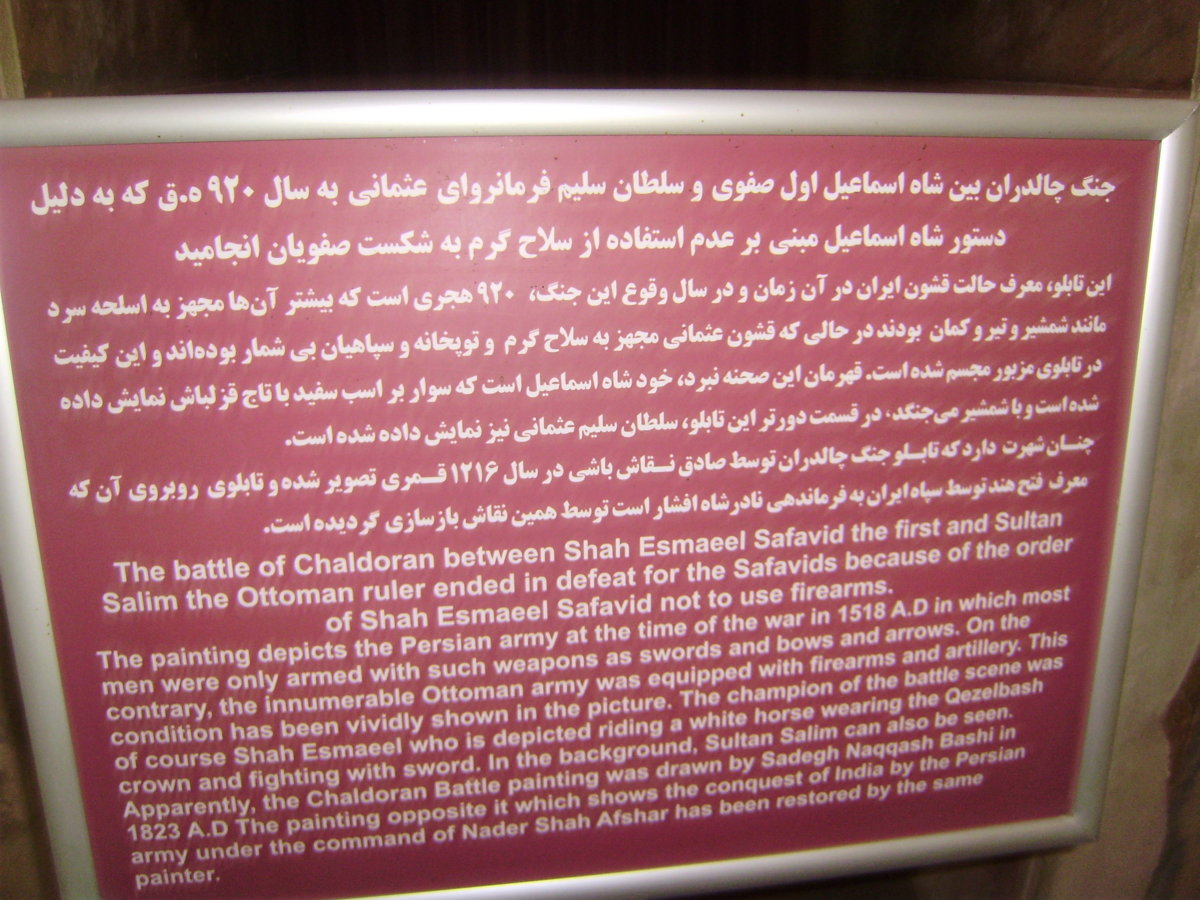 جنگ چالدران بین شاه اسماعیل اول صفوی و سلطان سلیم فرمانروای عثمانی به سال ۹۲۰ ه.ق که به دلیل
دستور شاه اسماعیل مبنی بر عدم استفاده از سلاح گرم به شکست صفویان انجامید
این تابلو، معرف حالت قشون ایران در آن زمان و در سال وقوع این جنگ، ۹۲۰ هجری است که بیشتر آن‌ها مجهز به اسلحه سرد
مانند شمشیر و تیر و کمان بودند در حالی که قشون عثمانی مجهز به سلاح گرم و توپخانه و سپاهیان بی شمار بوده‌اند و این کیفیت
در تابلوی مزبور مجسم شده است. قهرمان این صحنه نبرد، خود شاه اسماعیل است که سوار بر اسب سفید با تاج قزلباش نمایش داده
شده است و با شمشیر می‌جنگد، در قسمت دورتر این تابلو، سلطان سلیم عثمانی نیز نمایش داده شده است.
چنان شهرت دارد که تابلو جنگ چالدران توسط صادق نقاش باشی در سال ۱۲۱۶ قمری تصویر شده و تابلوی روبروی آن که
معرف فتح هند توسط سپاه ایران به فرماندهی نادرشاه افشار است توسط همین نقاش بازسازی گردیده است.
The battle of Chaldoran between Shah Esmaeel Safavid the first and Sultan
Salim the Ottoman ruler ended in defeat for the Safavids because of the order
of Shah Esmaeel Safavid not to use firearms.
The painting depicts the Persian army at the time of the war in 1518 A.D in which most
men were only armed with such weapons as swords and bows and arrows. On the
contrary, the innumerable Ottoman army was equipped with firearms and artillery. This
condition has been vividly shown in the picture. The champion of the battle scene was
of course Shah Esmaeel who is depicted riding a white horse wearing the Qezelbash
crown and fighting with sword. In the background, Sultan Salim can also be seen.
Apparently, the Chaldoran Battle painting was drawn by Sadegh Naqqash Bashi in
1823 A.D The painting opposite it which shows the conquest of India by the Persian
army under the command of Nader Shah Afshar has been restored by the same
painter.